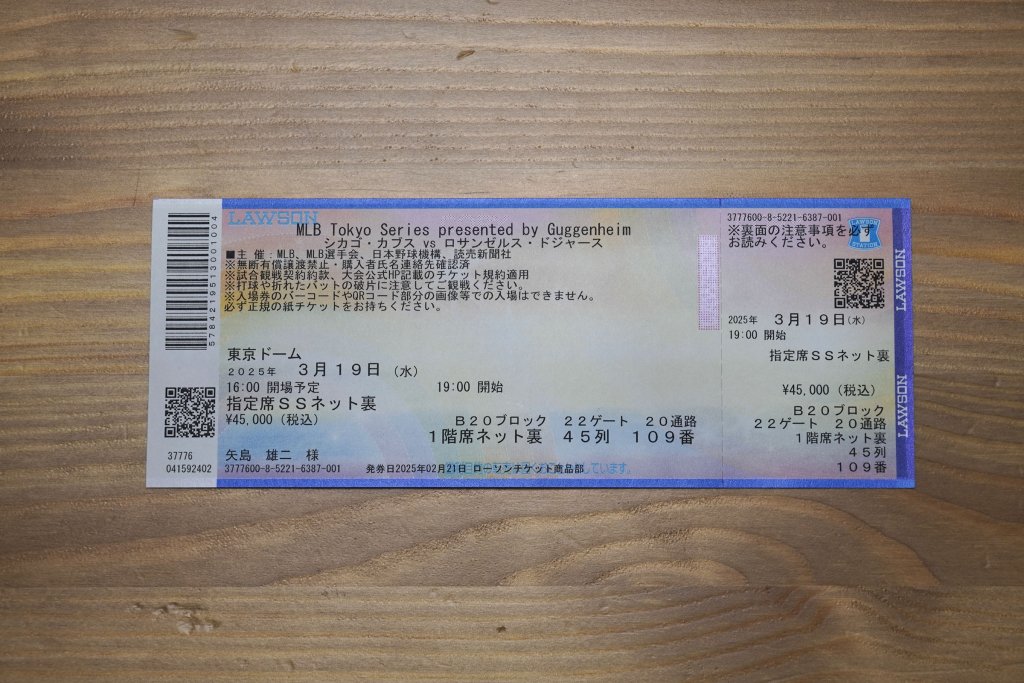 LAWSON
MLB Tokyo Series presented by Guggenheim
シカゴ・カブス vs ロサンゼルス・ドジャース
■主 催：MLB、MLB選手会、日本野球機構、読売新聞社
※無断有償譲渡禁止・購入者氏名連絡先確認済
※試合観戦契約約款、大会公式HP記載のチケット規約適用
※打球や折れたバットの破片に注意してご観戦ください。
※入場券のバーコードやQRコード部分の画像等での入場はできません。
必ず正規の紙チケットをお持ちください。
東京ドーム
2025年 3月19日（水）
16:00 開場予定 19:00 開始
指定席SSネット裏
¥45,000（税込）
B20ブロック 22ゲート 20通路
1階席ネット裏 45列 109番
矢島 雄二 様
3777600-8-5221-6387-001 発券日2025年02月21日 ローソンチケット商品部 しています。
5784219513001004
37776
041592402
3777600-8-5221-6387-001
※裏面の注意事項を必ず
お読みください。
LAWSON
STATION
2025年 3月19日(水)
19:00 開始
指定席SSネット裏
¥45,000（税込）
B20ブロック
22ゲート 20通路
1階席ネット裏
45列
109番
LAWSON
LAWSON